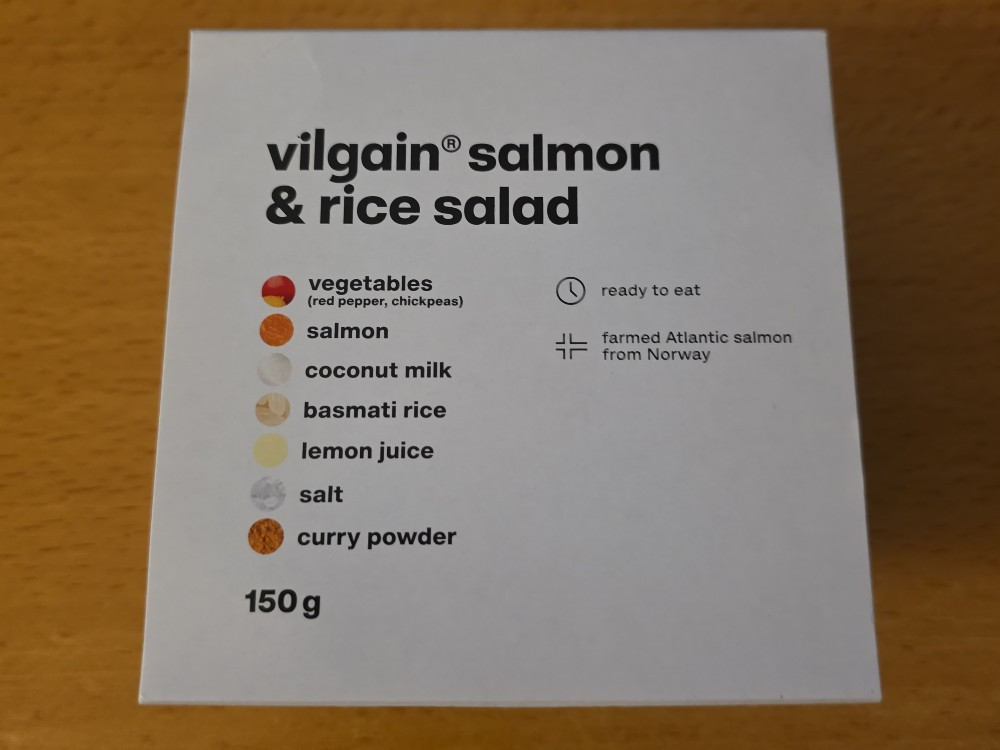 vilgain® salmon
& rice salad
vegetables
(red pepper, chickpeas)
salmon
coconut milk
basmati rice
lemon juice
salt
curry powder
150 g
ready to eat
farmed Atlantic salmon
from Norway